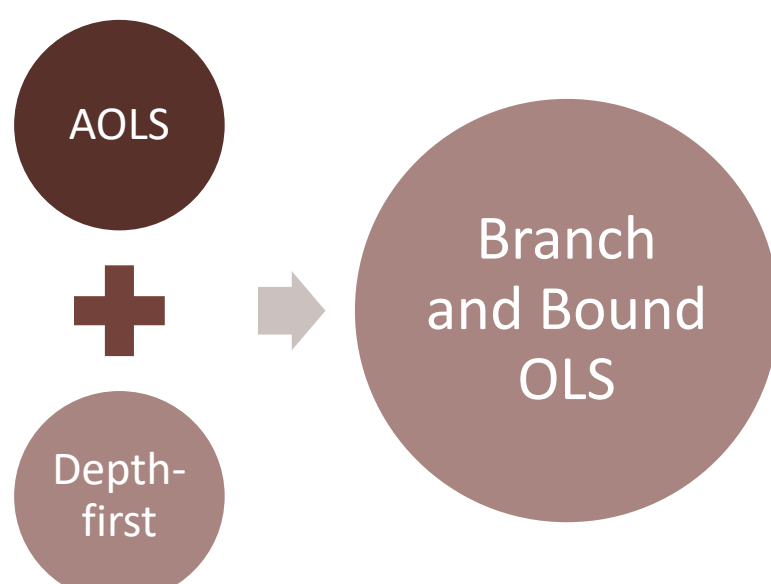 AOLS
Depth-
first
Branch
and Bound
OLS